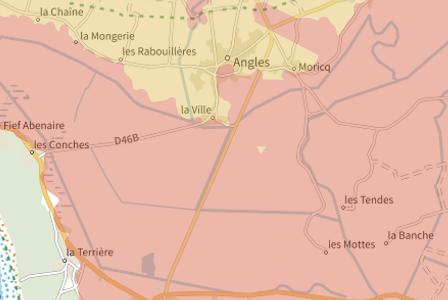 la Chaîne
la Mongerie
les Rabouillères
Angles
Moricq
la Ville
Fief Abenaire
D46B
les Conches
les Tendes
la Banche
les Mottes
la Terrière